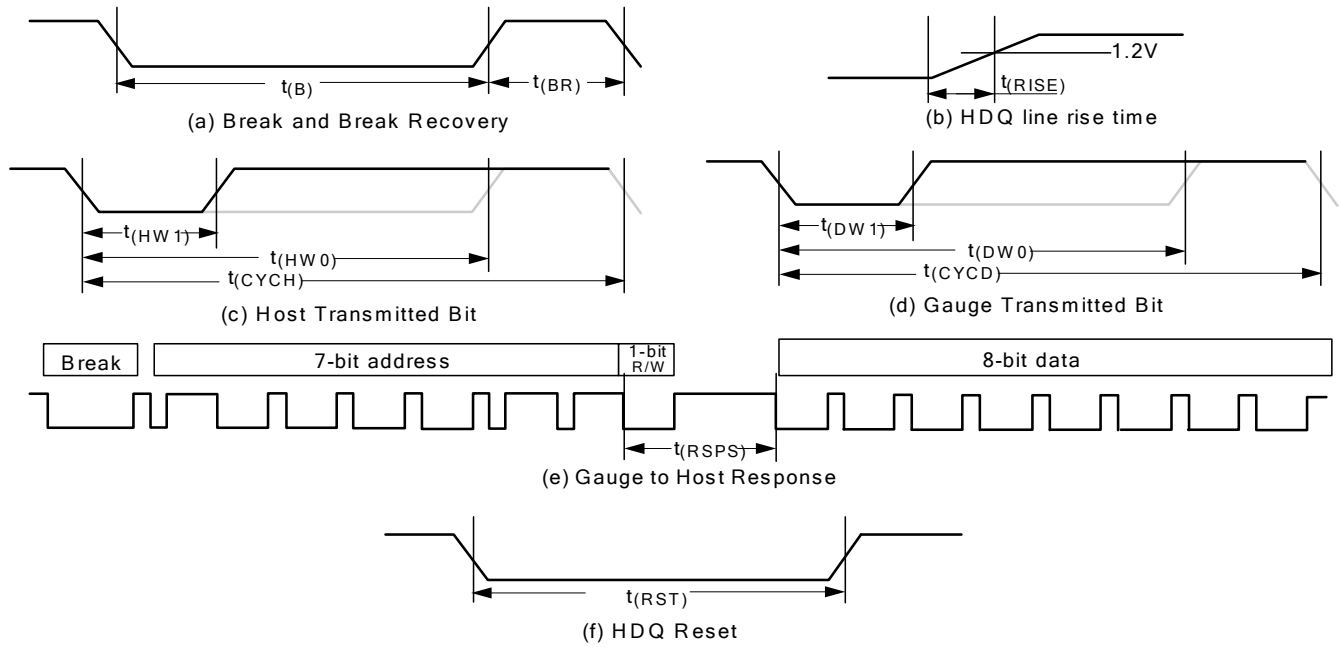 t(B)
t(BR)
(a) Break and Break Recovery
1.2V
t(RISE)
(b) HDQ line rise time
t(HW1)
t(HW0)
t(CYCH)
(c) Host Transmitted Bit
t(DW1)
t(DW0)
t(CYCD)
(d) Gauge Transmitted Bit
Break
7-bit address
1-bit
R/W
8-bit data
t(RSPS)
(e) Gauge to Host Response
t(RST)
(f) HDQ Reset